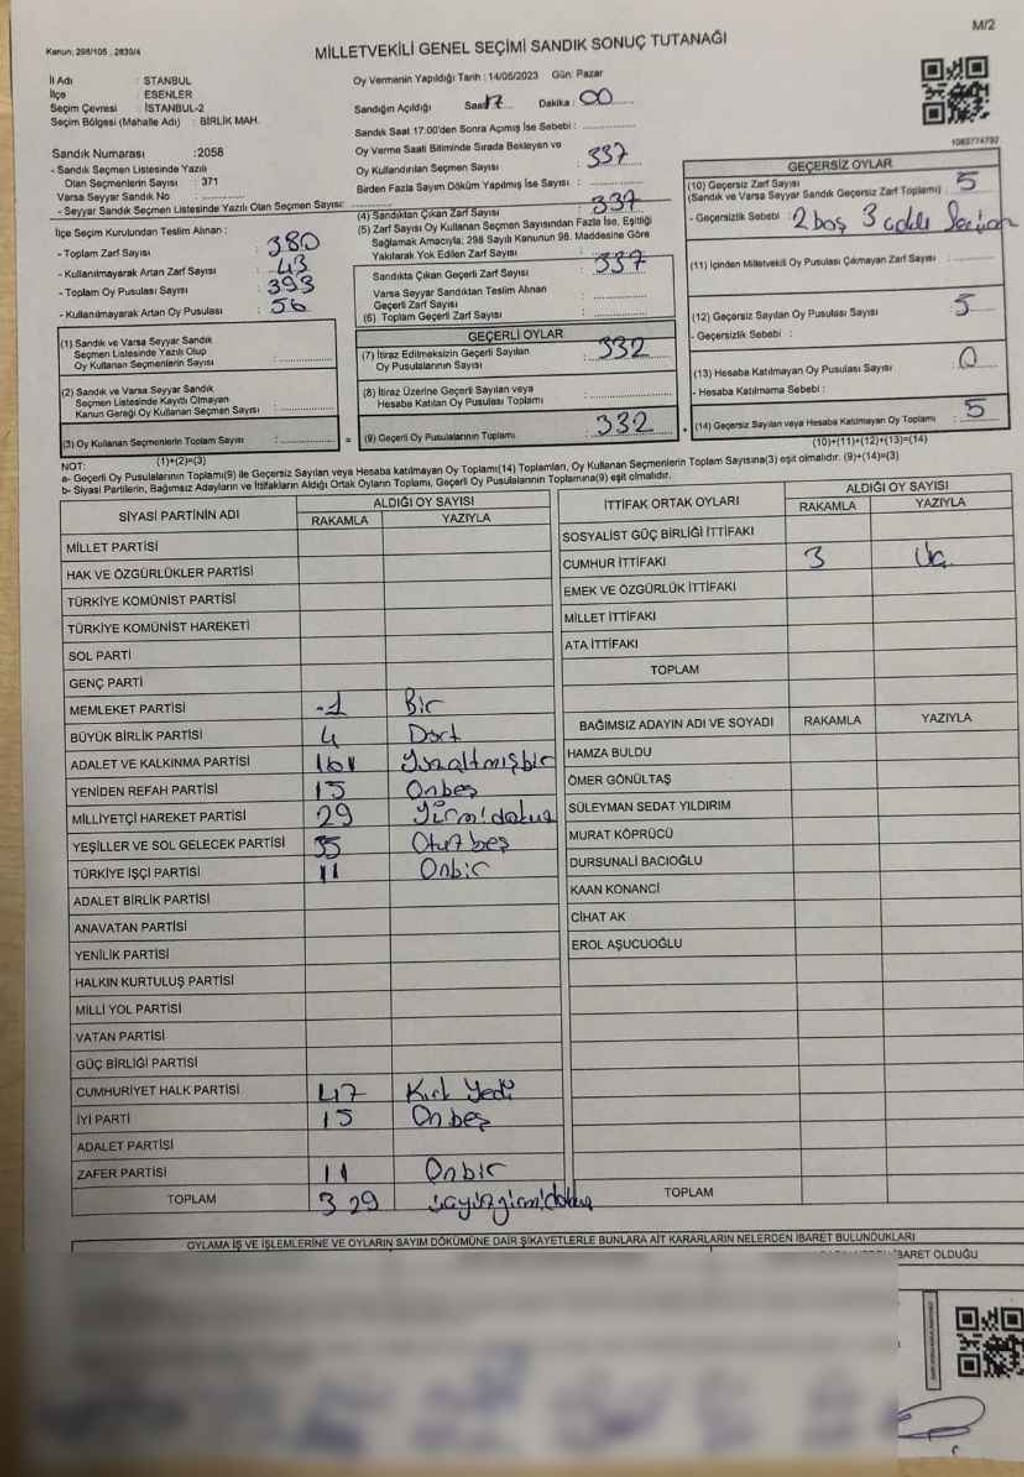 M/2
Kanun: 298/105 , 2839/4
MİLLETVEKİLİ GENEL SEÇİMİ SANDIK SONUÇ TUTANAĞI
İl Adı : STANBUL
İlçe : ESENLER
Seçim Çevresi : İSTANBUL-2
Seçim Bölgesi (Mahalle Adı) : BİRLİK MAH.
Sandık Numarası :2058
- Sandık Seçmen Listesinde Yazılı
Olan Seçmenlerin Sayısı : 371
Varsa Seyyar Sandık No :
- Seyyar Sandık Seçmen Listesinde Yazılı Olan Seçmen Sayısı:
İlçe Seçim Kurulundan Teslim Alınan :
- Toplam Zarf Sayısı : 380
- Kullanılmayarak Artan Zarf Sayısı : 43
- Toplam Oy Pusulası Sayısı : 393
- Kullanılmayarak Artan Oy Pusulası : 56
(1) Sandık ve Varsa Seyyar Sandık
Seçmen Listesinde Yazılı Olup
Oy Kullanan Seçmenlerin Sayısı :
(2) Sandık ve Varsa Seyyar Sandık
Seçmen Listesinde Kayıtlı Olmayan
Kanun Gereği Oy Kullanan Seçmen Sayısı :
(3) Oy Kullanan Seçmenlerin Toplam Sayısı :
(1)+(2)=(3)
Oy Vermenin Yapıldığı Tarih : 14/05/2023 Gün: Pazar
Sandığın Açıldığı Saat 17 Dakika : 00
Sandık Saat 17.00'den Sonra Açılmış İse Sebebi :
Oy Verme Saati Bitiminde Sırada Bekleyen ve
Oy Kullandırılan Seçmen Sayısı : 337
Birden Fazla Sayım Döküm Yapılmış İse Sayısı :
(4) Sandıktan Çıkan Zarf Sayısı : 337
(5) Zarf Sayısı Oy Kullanan Seçmen Sayısından Fazla İse, Eşitliği
Sağlamak Amacıyla; 298 Sayılı Kanunun 98. Maddesine Göre
Yakılarak Yok Edilen Zarf Sayısı :
Sandıkta Çıkan Geçerli Zarf Sayısı : 337
Varsa Seyyar Sandıktan Teslim Alınan
Geçerli Zarf Sayısı :
(6) Toplam Geçerli Zarf Sayısı :
GEÇERLİ OYLAR
(7) İtiraz Edilmeksizin Geçerli Sayılan
Oy Pusulalarının Sayısı : 332
(8) İtiraz Üzerine Geçerli Sayılan veya
Hesaba Katılan Oy Pusulası Toplamı :
= (9) Geçerli Oy Pusulalarının Toplamı : 332
1083774792
GEÇERSİZ OYLAR
(10) Geçersiz Zarf Sayısı
(Sandık ve Varsa Seyyar Sandık Geçersiz Zarf Toplamı) : 5
- Geçersizlik Sebebi : 2 boş 3
(11) İçinden Milletvekili Oy Pusulası Çıkmayan Zarf Sayısı :
(12) Geçersiz Sayılan Oy Pusulası Sayısı : 5
- Geçersizlik Sebebi :
(13) Hesaba Katılmayan Oy Pusulası Sayısı : 0
- Hesaba Katılmama Sebebi :
(14) Geçersiz Sayılan veya Hesaba Katılmayan Oy Toplamı : 5
(10)+(11)+(12)+(13)=(14)
NOT:
a- Geçerli Oy Pusulalarının Toplamı(9) ile Geçersiz Sayılan veya Hesaba katılmayan Oy Toplamı(14) Toplamları, Oy Kullanan Seçmenlerin Toplam Sayısına(3) eşit olmalıdır. (9)+(14)=(3)
b- Siyasi Partilerin, Bağımsız Adayların ve İttifakların Aldığı Ortak Oyların Toplamı, Geçerli Oy Pusulalarının Toplamına(9) eşit olmalıdır.
SİYASİ PARTİNİN ADI ALDIĞI OY SAYISI
RAKAMLA YAZIYLA
MİLLET PARTİSİ
HAK VE ÖZGÜRLÜKLER PARTİSİ
TÜRKİYE KOMÜNİST PARTİSİ
TÜRKİYE KOMÜNİST HAREKETİ
SOL PARTİ
GENÇ PARTİ
MEMLEKET PARTİSİ -1 Bir
BÜYÜK BİRLİK PARTİSİ 4 Dört
ADALET VE KALKINMA PARTİSİ 161 Yüzaltmışbir
YENİDEN REFAH PARTİSİ 15 Onbeş
MİLLİYETÇİ HAREKET PARTİSİ 29 Yirmidokuz
YEŞİLLER VE SOL GELECEK PARTİSİ 35 Otuzbeş
TÜRKİYE İŞÇİ PARTİSİ 11 Onbir
ADALET BİRLİK PARTİSİ
ANAVATAN PARTİSİ
YENİLİK PARTİSİ
HALKIN KURTULUŞ PARTİSİ
MİLLİ YOL PARTİSİ
VATAN PARTİSİ
GÜÇ BİRLİĞİ PARTİSİ
CUMHURİYET HALK PARTİSİ 47 Kırk Yedi
İYİ PARTİ 15 Onbeş
ADALET PARTİSİ
ZAFER PARTİSİ 11 Onbir
TOPLAM 329 üçyüzyirmidokuz
İTTİFAK ORTAK OYLARI ALDIĞI OY SAYISI
RAKAMLA YAZIYLA
SOSYALİST GÜÇ BİRLİĞİ İTTİFAKI
CUMHUR İTTİFAKI 3 Üç
EMEK VE ÖZGÜRLÜK İTTİFAKI
MİLLET İTTİFAKI
ATA İTTİFAKI
TOPLAM
BAĞIMSIZ ADAYIN ADI VE SOYADI RAKAMLA YAZIYLA
HAMZA BULDU
ÖMER GÖNÜLTAŞ
SÜLEYMAN SEDAT YILDIRIM
MURAT KÖPRÜCÜ
DURSUNALİ BACIOĞLU
KAAN KONANCİ
CİHAT AK
EROL AŞUCUOĞLU
TOPLAM
OYLAMA İŞ VE İŞLEMLERİNE VE OYLARIN SAYIM DÖKÜMÜNE DAİR ŞİKAYETLERLE BUNLARA AİT KARARLARIN NELERDEN İBARET BULUNDUKLARI
İBARET OLDUĞU